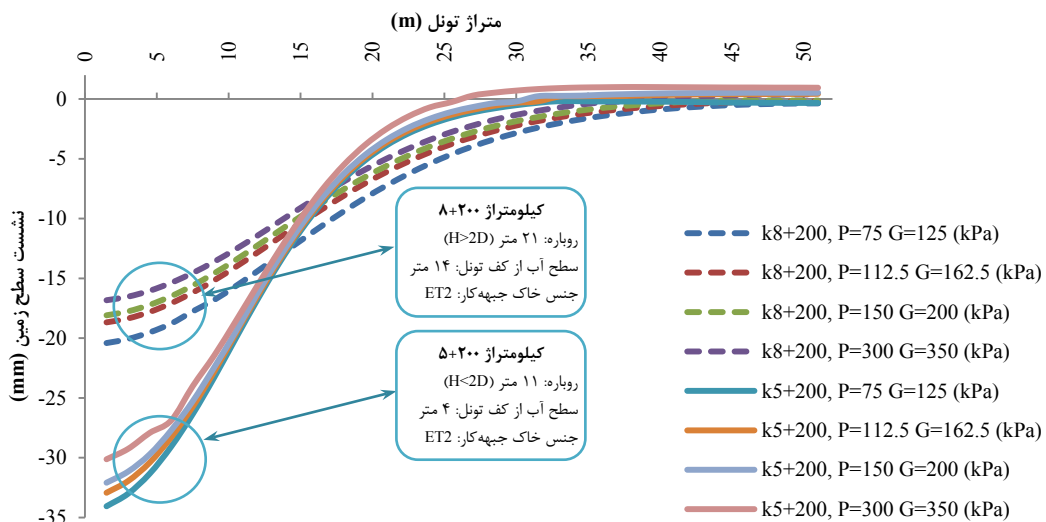 متراژ تونل (m)
0 5 10 15 20 25 30 35 40 45 50
نشست سطح زمین (mm)
0
-5
-10
-15
-20
-25
-30
-35
کیلومتراژ ۸+۲۰۰
روباره: ۲۱ متر (H>2D)
سطح آب از کف تونل: ۱۴ متر
جنس خاک جبهه‌کار: ET2
کیلومتراژ ۵+۲۰۰
روباره: ۱۱ متر (H<2D)
سطح آب از کف تونل: ۴ متر
جنس خاک جبهه‌کار: ET2
k8+200, P=75 G=125 (kPa)
k8+200, P=112.5 G=162.5 (kPa)
k8+200, P=150 G=200 (kPa)
k8+200, P=300 G=350 (kPa)
k5+200, P=75 G=125 (kPa)
k5+200, P=112.5 G=162.5 (kPa)
k5+200, P=150 G=200 (kPa)
k5+200, P=300 G=350 (kPa)